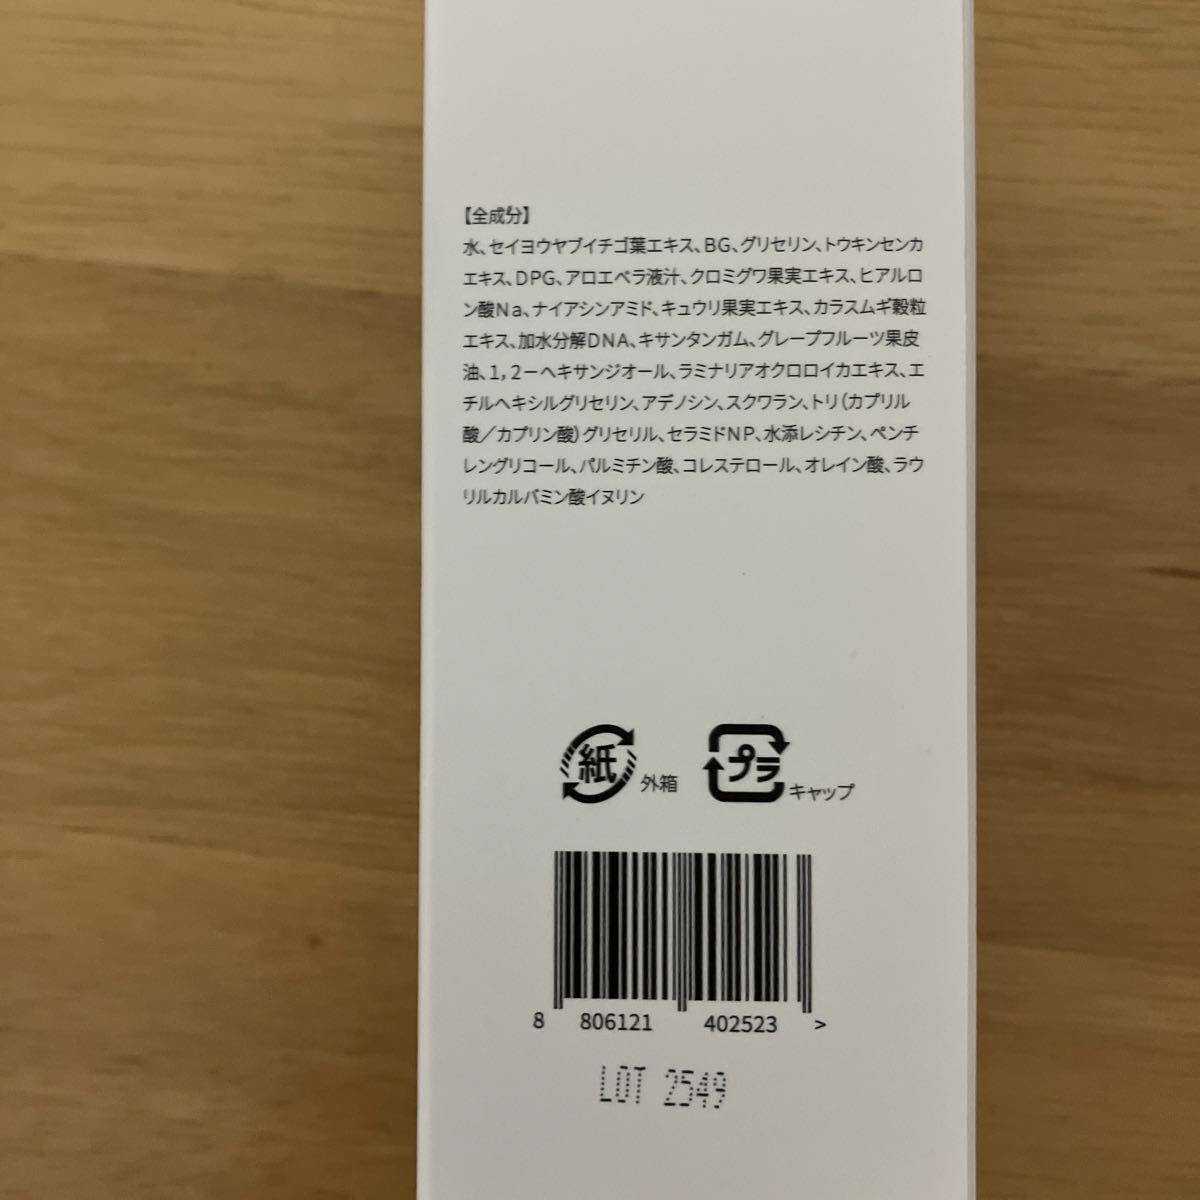 【全成分】
水、セイヨウヤブイチゴ葉エキス、BG、グリセリン、トウキンセンカ
エキス、DPG、アロエベラ液汁、クロミグワ果実エキス、ヒアルロ
ン酸Na、ナイアシンアミド、キュウリ果実エキス、カラスムギ穀粒
エキス、加水分解DNA、キサンタンガム、グレープフルーツ果皮
油、1，2－ヘキサンジオール、ラミナリアオクロロイカエキス、エ
チルヘキシルグリセリン、アデノシン、スクワラン、トリ（カプリル
酸／カプリン酸）グリセリル、セラミドNP、水添レシチン、ペンチ
レングリコール、パルミチン酸、コレステロール、オレイン酸、ラウ
リルカルバミン酸イヌリン
紙 外箱 プラ キャップ
8 806121 402523 >
LOT 2549